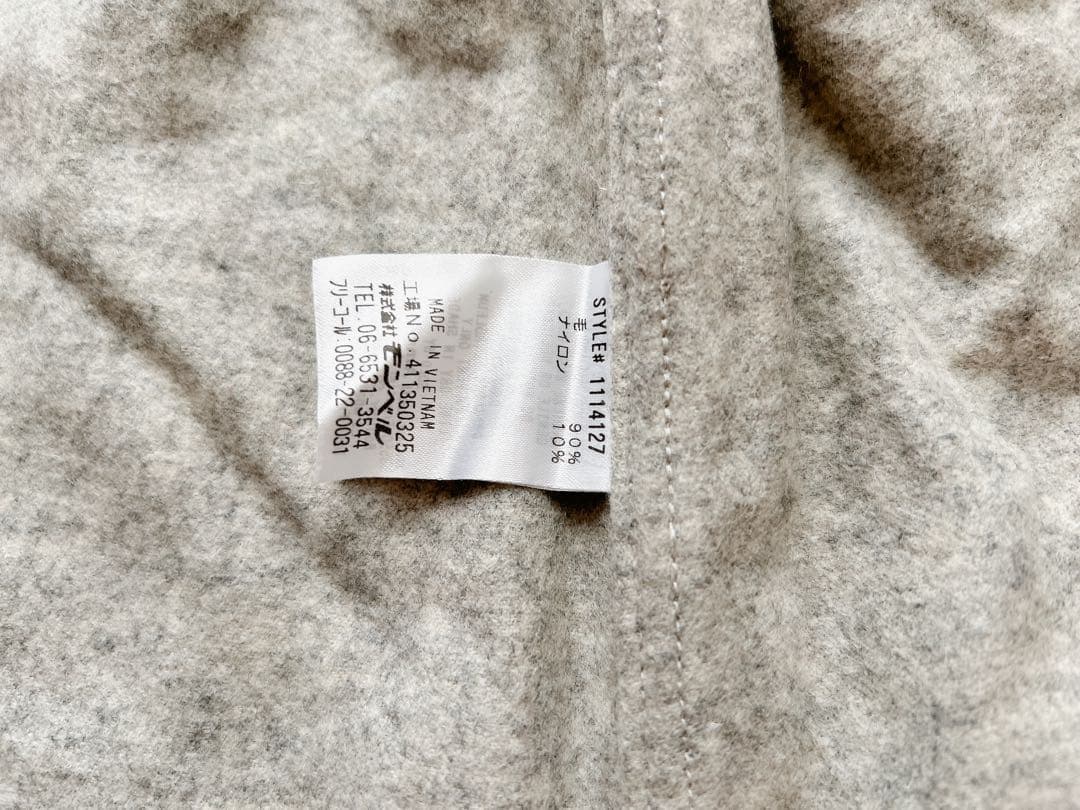 STYLE# 1114127
毛 90%
ナイロン 10%
MADE IN VIETNAM
工場No.411350325
株式会社モンベル
TEL.06-6531-3544
フリーコール:0088-22-0031